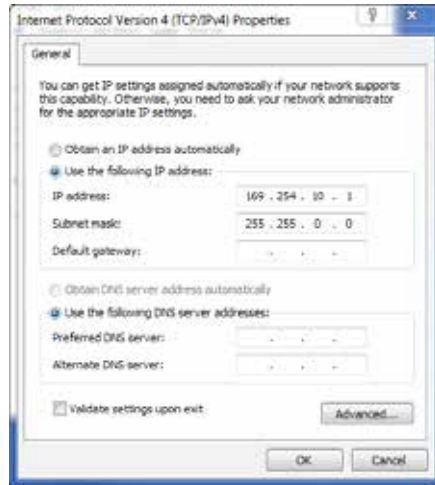 Internet Protocol Version 4 (TCP/IPv4) Properties
General
You can get IP settings assigned automatically if your network supports
this capability. Otherwise, you need to ask your network administrator
for the appropriate IP settings.
Obtain an IP address automatically
Use the following IP address:
IP address: 169 . 254 . 10 . 1
Subnet mask: 255 . 255 . 0 . 0
Default gateway: . . .
Obtain DNS server address automatically
Use the following DNS server addresses:
Preferred DNS server: . . .
Alternate DNS server: . . .
Validate settings upon exit
Advanced...
OK Cancel